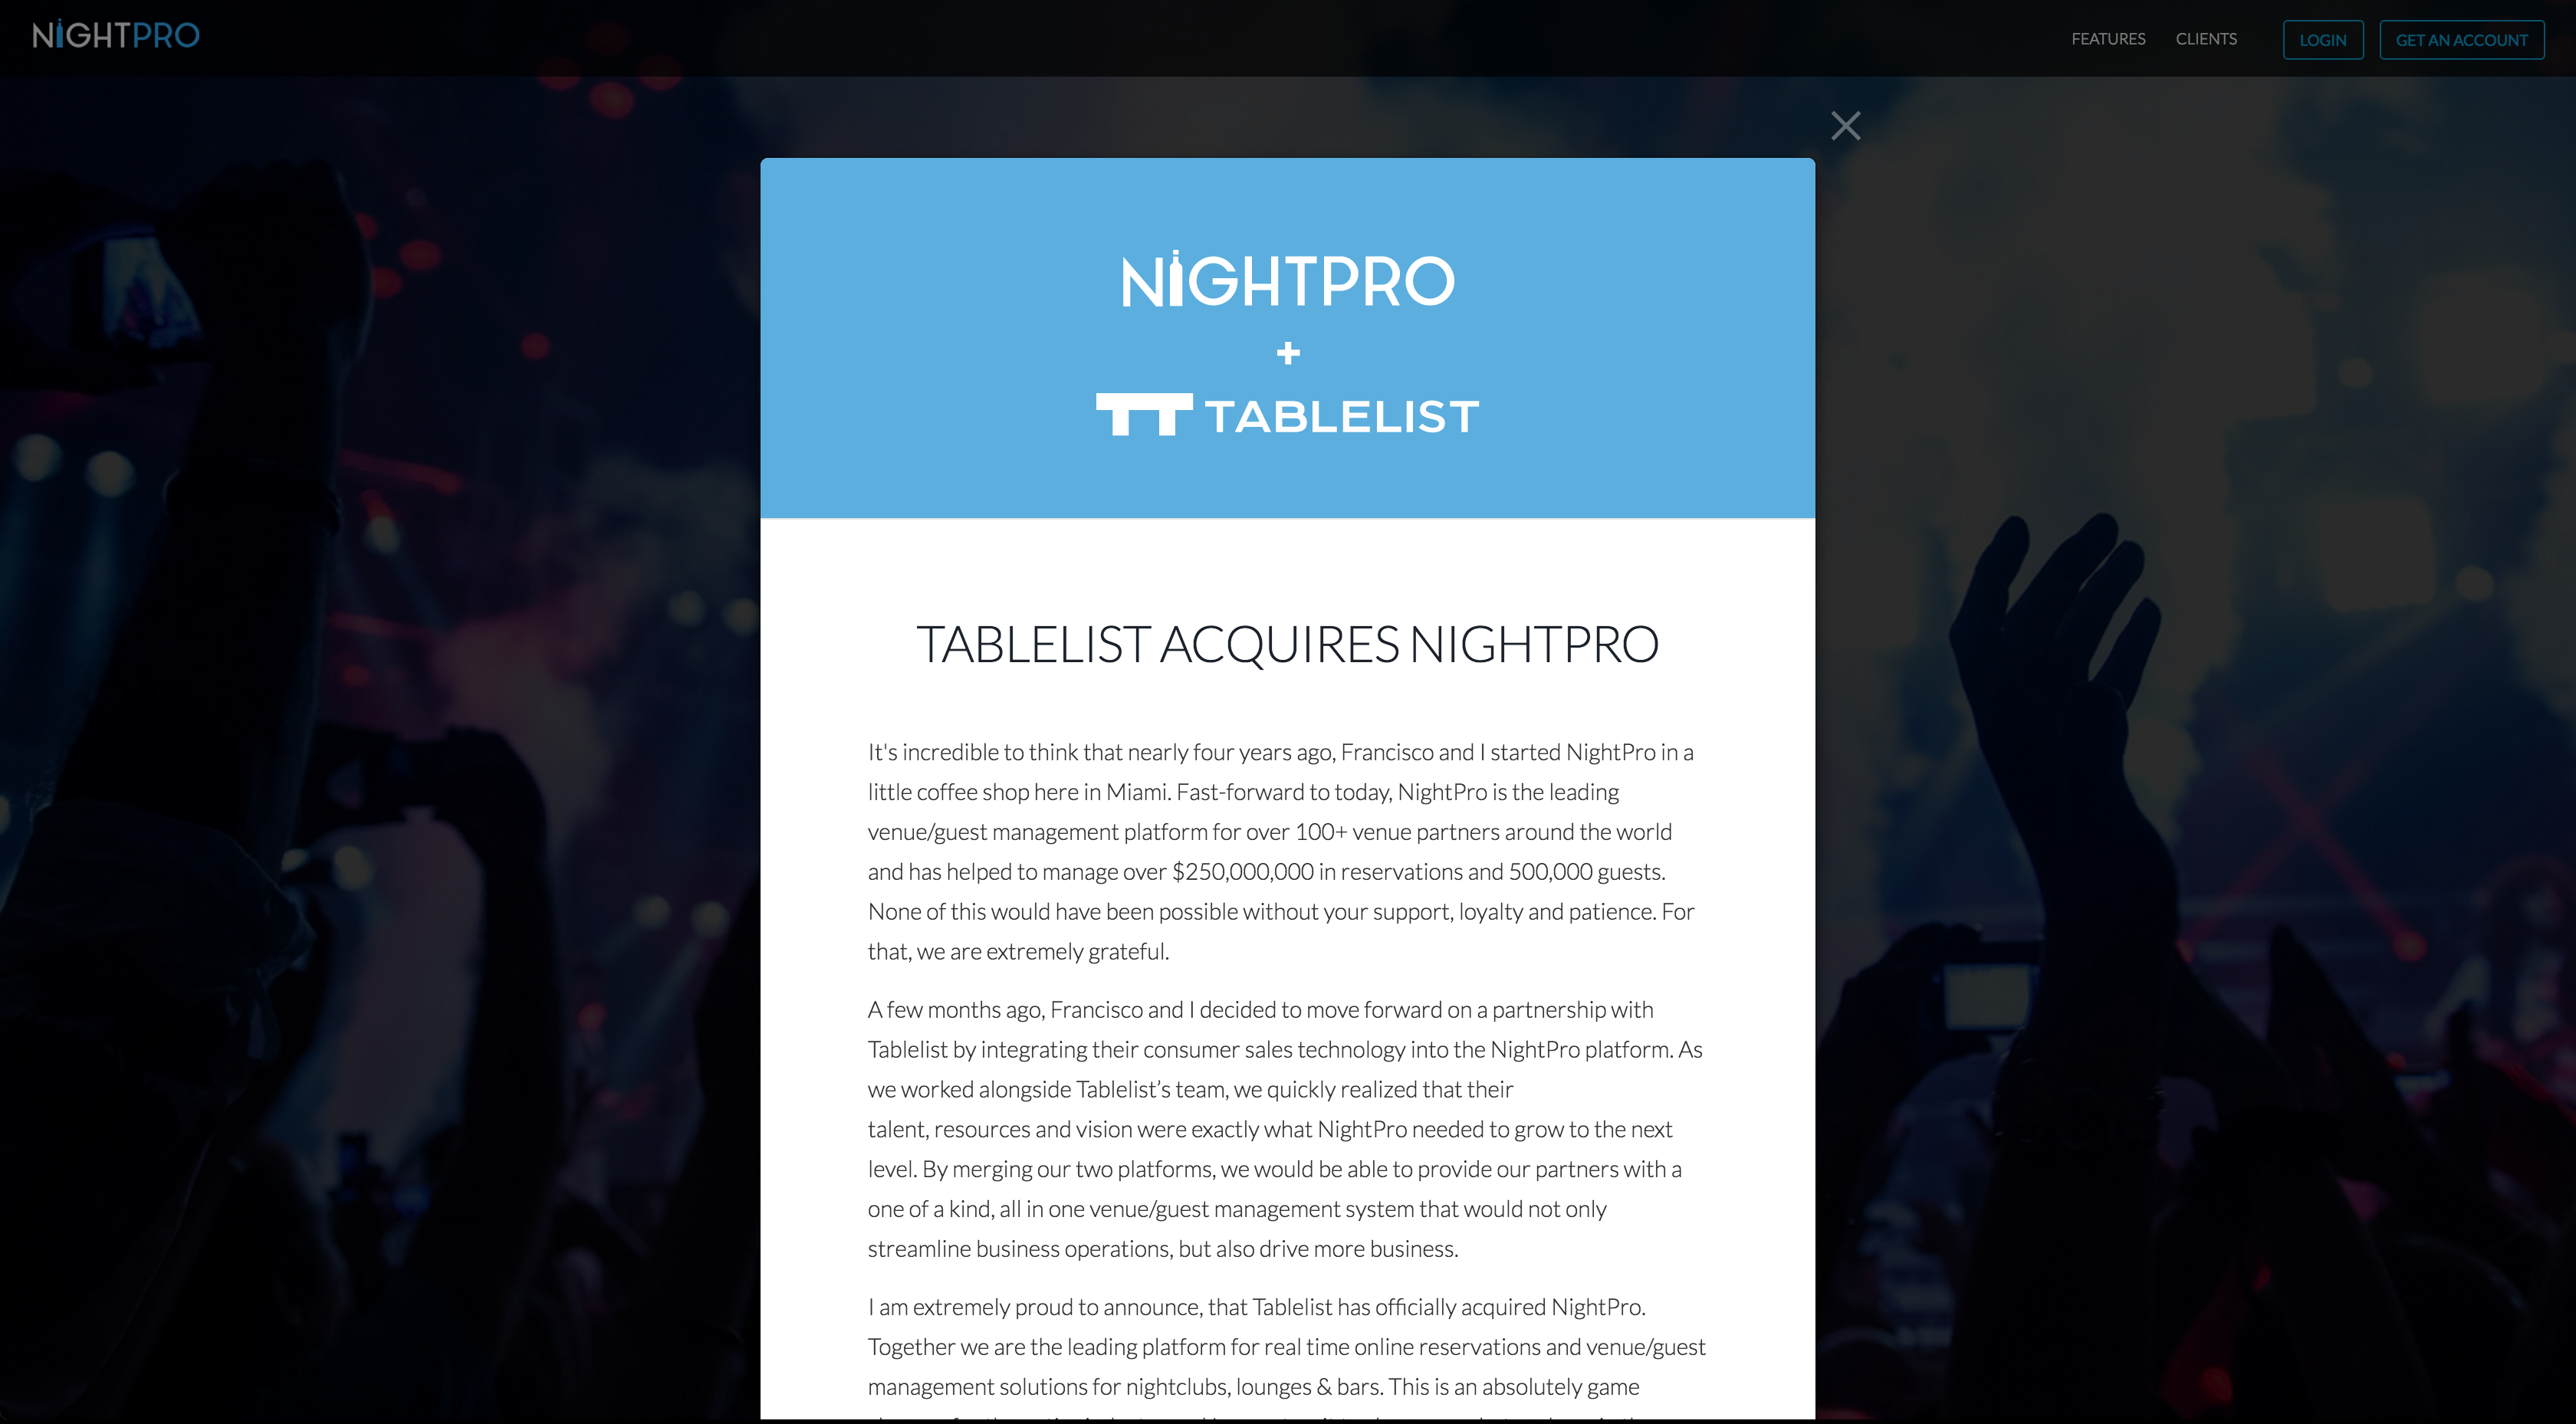 NIGHTPRO
FEATURES
CLIENTS
LOGIN
GET AN ACCOUNT
NIGHTPRO
+
TABLELIST
TABLELIST ACQUIRES NIGHTPRO
It's incredible to think that nearly four years ago, Francisco and I started NightPro in a
little coffee shop here in Miami. Fast-forward to today, NightPro is the leading
venue/guest management platform for over 100+ venue partners around the world
and has helped to manage over $250,000,000 in reservations and 500,000 guests.
None of this would have been possible without your support, loyalty and patience. For
that, we are extremely grateful.
A few months ago, Francisco and I decided to move forward on a partnership with
Tablelist by integrating their consumer sales technology into the NightPro platform. As
we worked alongside Tablelist’s team, we quickly realized that their
talent, resources and vision were exactly what NightPro needed to grow to the next
level. By merging our two platforms, we would be able to provide our partners with a
one of a kind, all in one venue/guest management system that would not only
streamline business operations, but also drive more business.
I am extremely proud to announce, that Tablelist has officially acquired NightPro.
Together we are the leading platform for real time online reservations and venue/guest
management solutions for nightclubs, lounges & bars. This is an absolutely game